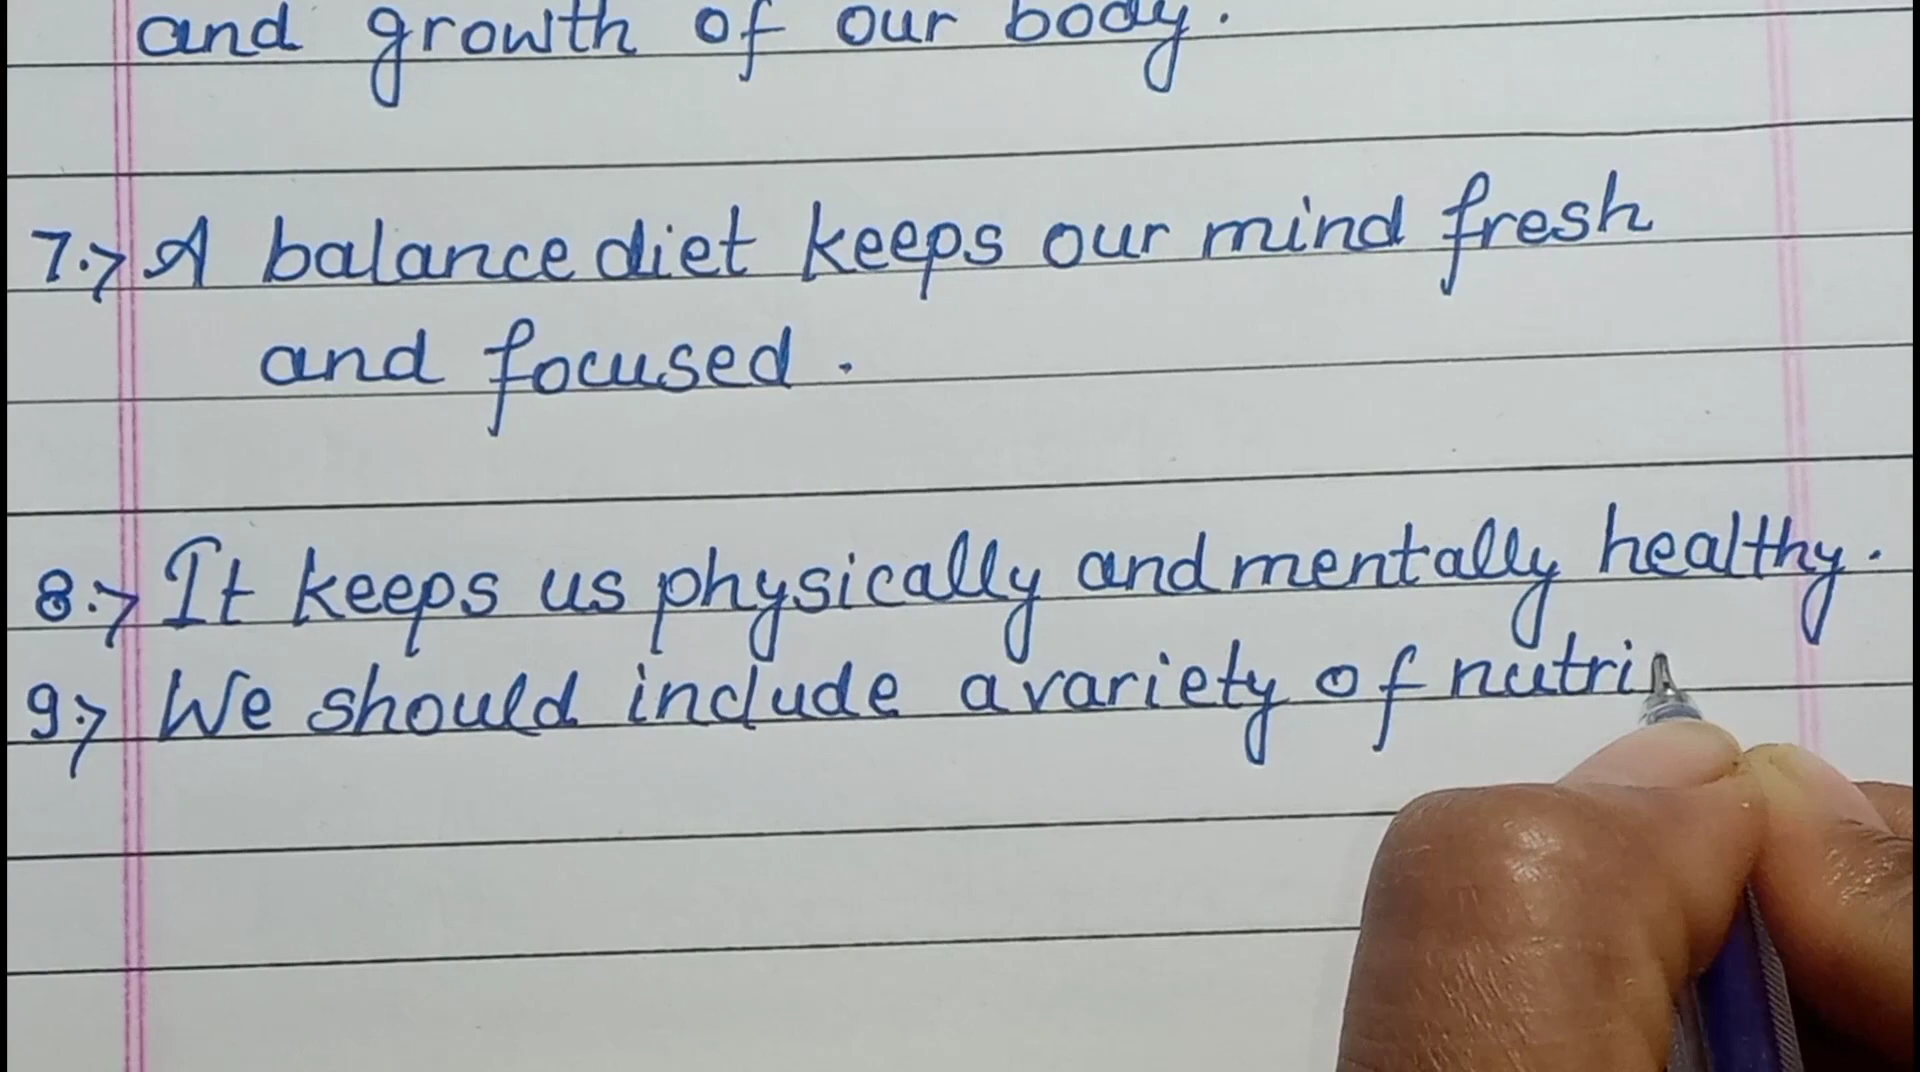 and growth of our body.
7.> A balance diet keeps our mind fresh
and focused.
8.> It keeps us physically and mentally healthy.
9.> We should include a variety of nutri